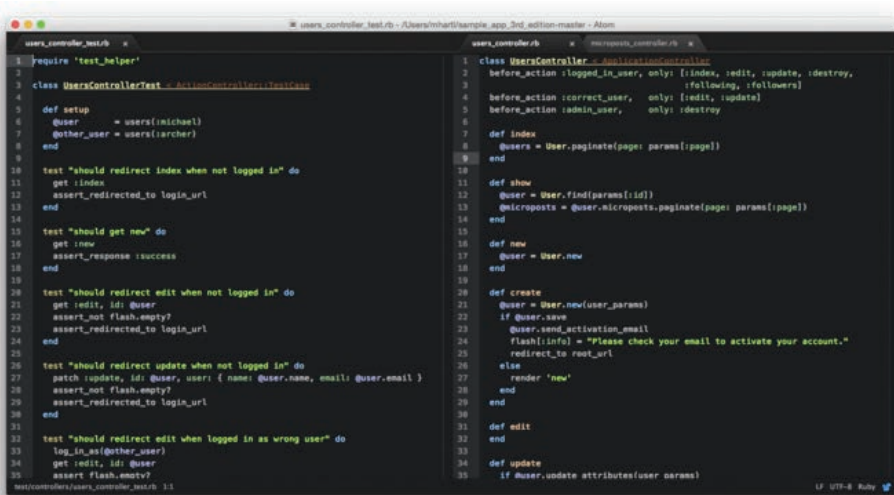 users_controller_test.rb - /Users/mhartl/sample_app_3rd_edition-master - Atom
users_controller_test.rb x
1 require 'test_helper'
2
3 class UsersControllerTest < ActionController::TestCase
4
5 def setup
6 @user = users(:michael)
7 @other_user = users(:archer)
8 end
9
10 test "should redirect index when not logged in" do
11 get :index
12 assert_redirected_to login_url
13 end
14
15 test "should get new" do
16 get :new
17 assert_response :success
18 end
19
20 test "should redirect edit when not logged in" do
21 get :edit, id: @user
22 assert_not flash.empty?
23 assert_redirected_to login_url
24 end
25
26 test "should redirect update when not logged in" do
27 patch :update, id: @user, user: { name: @user.name, email: @user.email }
28 assert_not flash.empty?
29 assert_redirected_to login_url
30 end
31
32 test "should redirect edit when logged in as wrong user" do
33 log_in_as(@other_user)
34 get :edit, id: @user
35 assert flash.empty?
test/controllers/users_controller_test.rb 1:1
users_controller.rb x microposts_controller.rb x
1 class UsersController < ApplicationController
2 before_action :logged_in_user, only: [:index, :edit, :update, :destroy,
3 :following, :followers]
4 before_action :correct_user, only: [:edit, :update]
5 before_action :admin_user, only: :destroy
6
7 def index
8 @users = User.paginate(page: params[:page])
9 end
10
11 def show
12 @user = User.find(params[:id])
13 @microposts = @user.microposts.paginate(page: params[:page])
14 end
15
16 def new
17 @user = User.new
18 end
19
20 def create
21 @user = User.new(user_params)
22 if @user.save
23 @user.send_activation_email
24 flash[:info] = "Please check your email to activate your account."
25 redirect_to root_url
26 else
27 render 'new'
28 end
29 end
30
31 def edit
32 end
33
34 def update
35 if @user.update_attributes(user_params)
LF UTF-8 Ruby